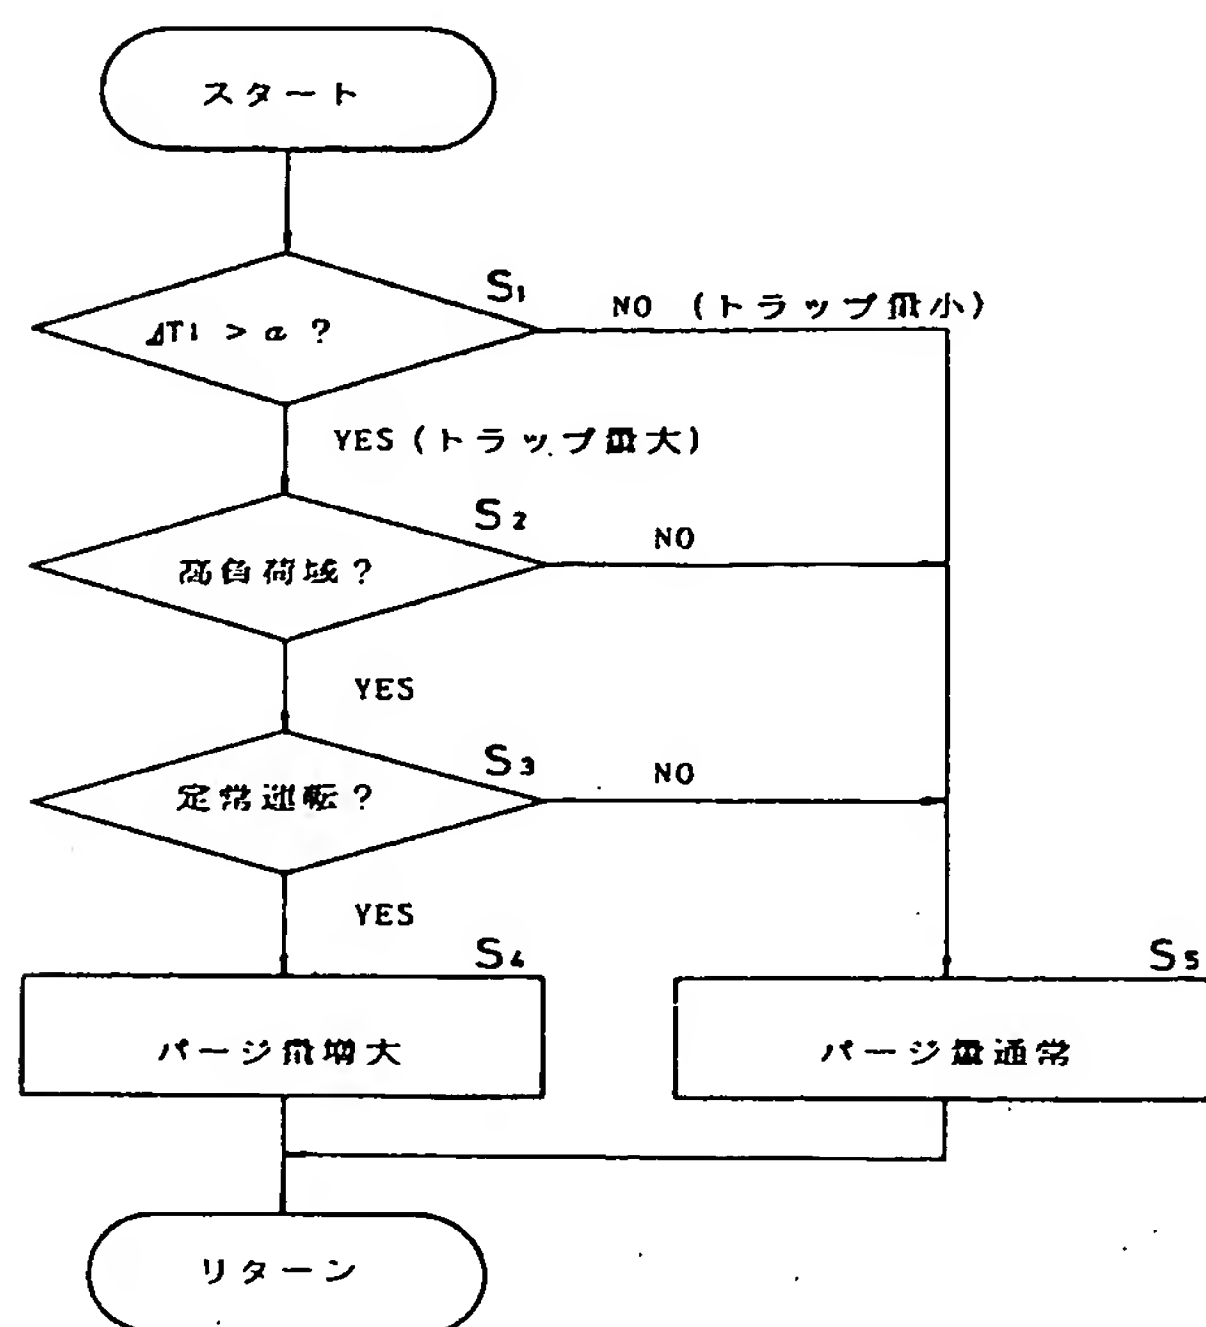 スタート
S1
NO (トラップ量小)
ΔT1 > α ?
YES (トラップ量大)
S2
NO
高負荷域?
YES
S3
NO
定常運転?
YES
S4
S5
パージ量増大
パージ量通常
リターン